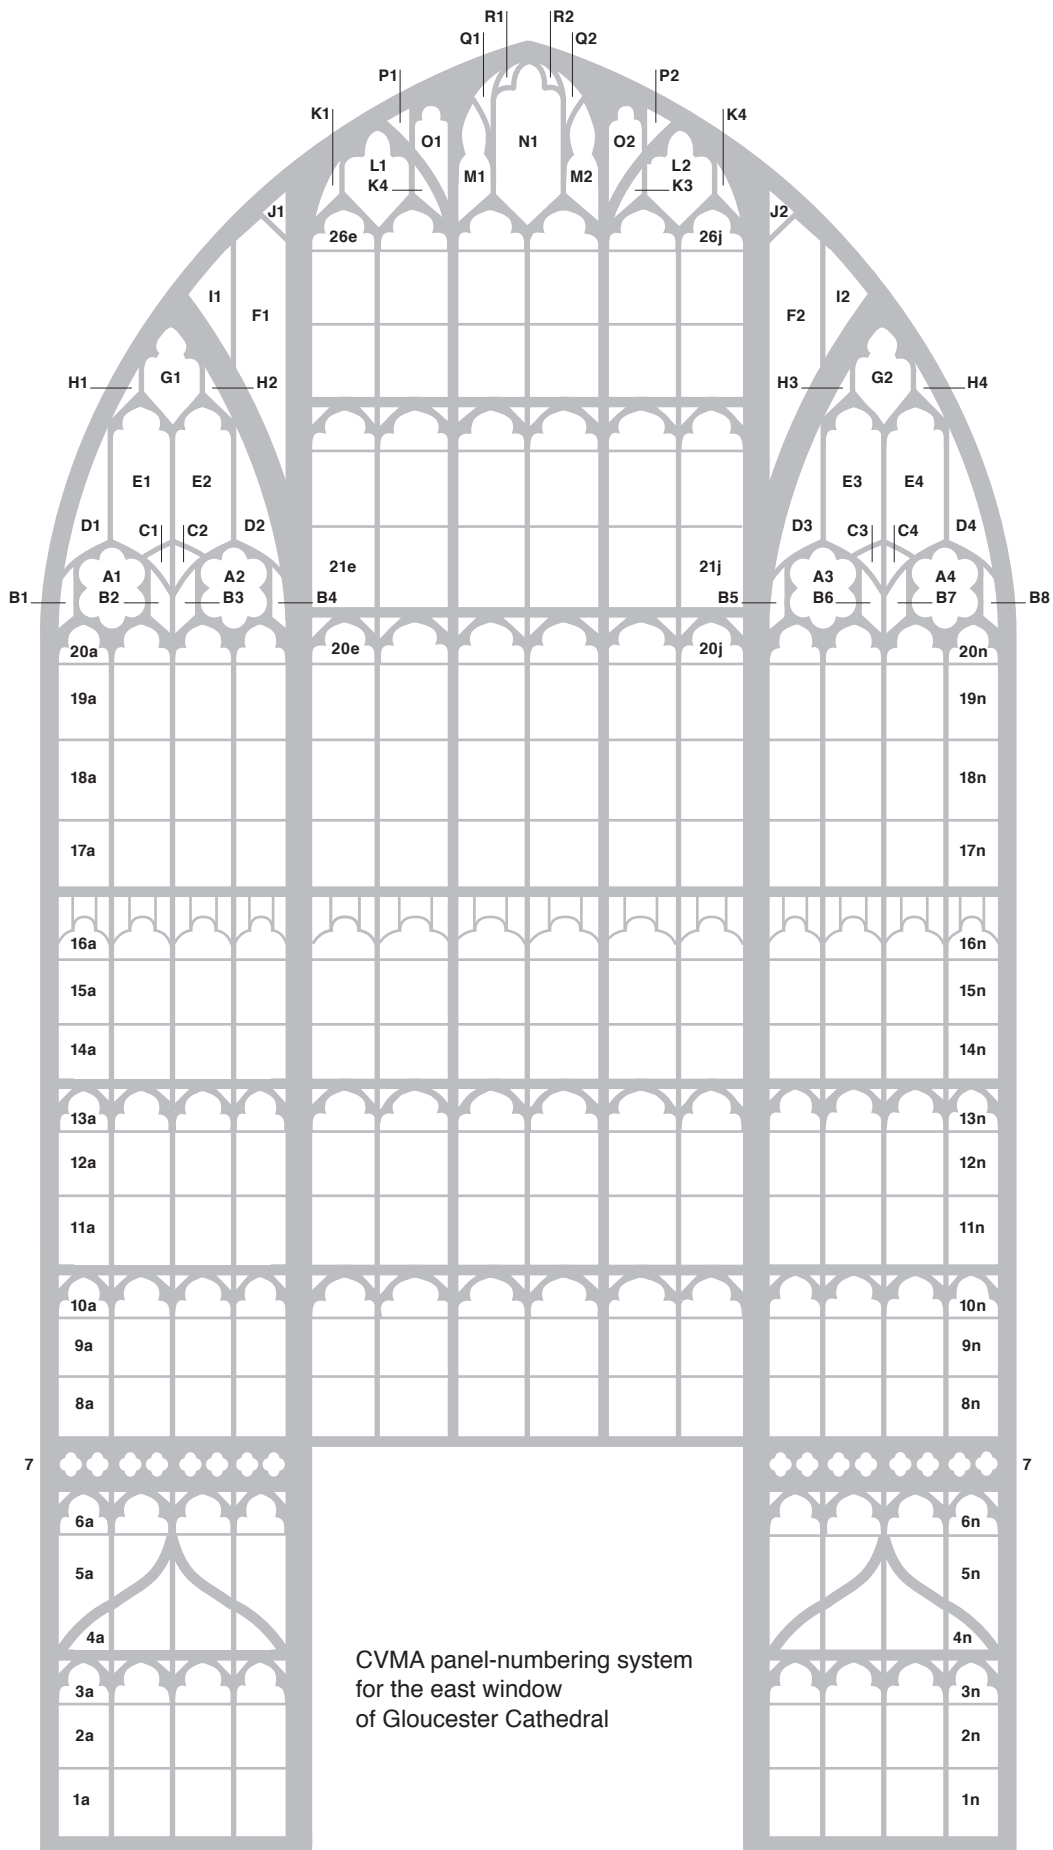 R1 R2
Q1 Q2
P1 P2
K1 K4
O1 N1 O2
L1 L2
M1 M2
K4 K3
J1 J2
26e 26j
I1 I2
F1 F2
G1 G2
H1 H2 H3 H4
E1 E2 E3 E4
D1 C1 C2 D2 D3 C3 C4 D4
21e 21j
A1 A2 A3 A4
B1 B2 B3 B4 B5 B6 B7 B8
20a 20e 20j 20n
19a 19n
18a 18n
17a 17n
16a 16n
15a 15n
14a 14n
13a 13n
12a 12n
11a 11n
10a 10n
9a 9n
8a 8n
7 7
6a 6n
5a 5n
4a 4n
3a 3n
2a 2n
1a 1n
CVMA panel-numbering system
for the east window
of Gloucester Cathedral